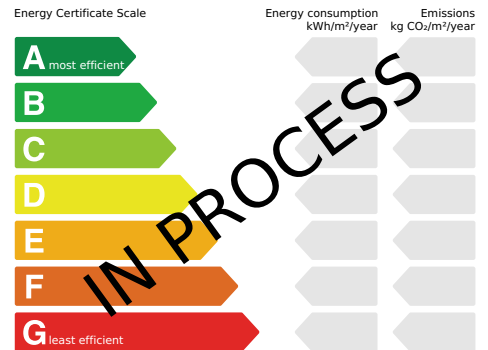 Energy Certificate Scale
Energy consumption
kWh/m²/year
Emissions
kg CO₂/m²/year
A most efficient
B
C
D
E
F
G least efficient
IN PROCESS